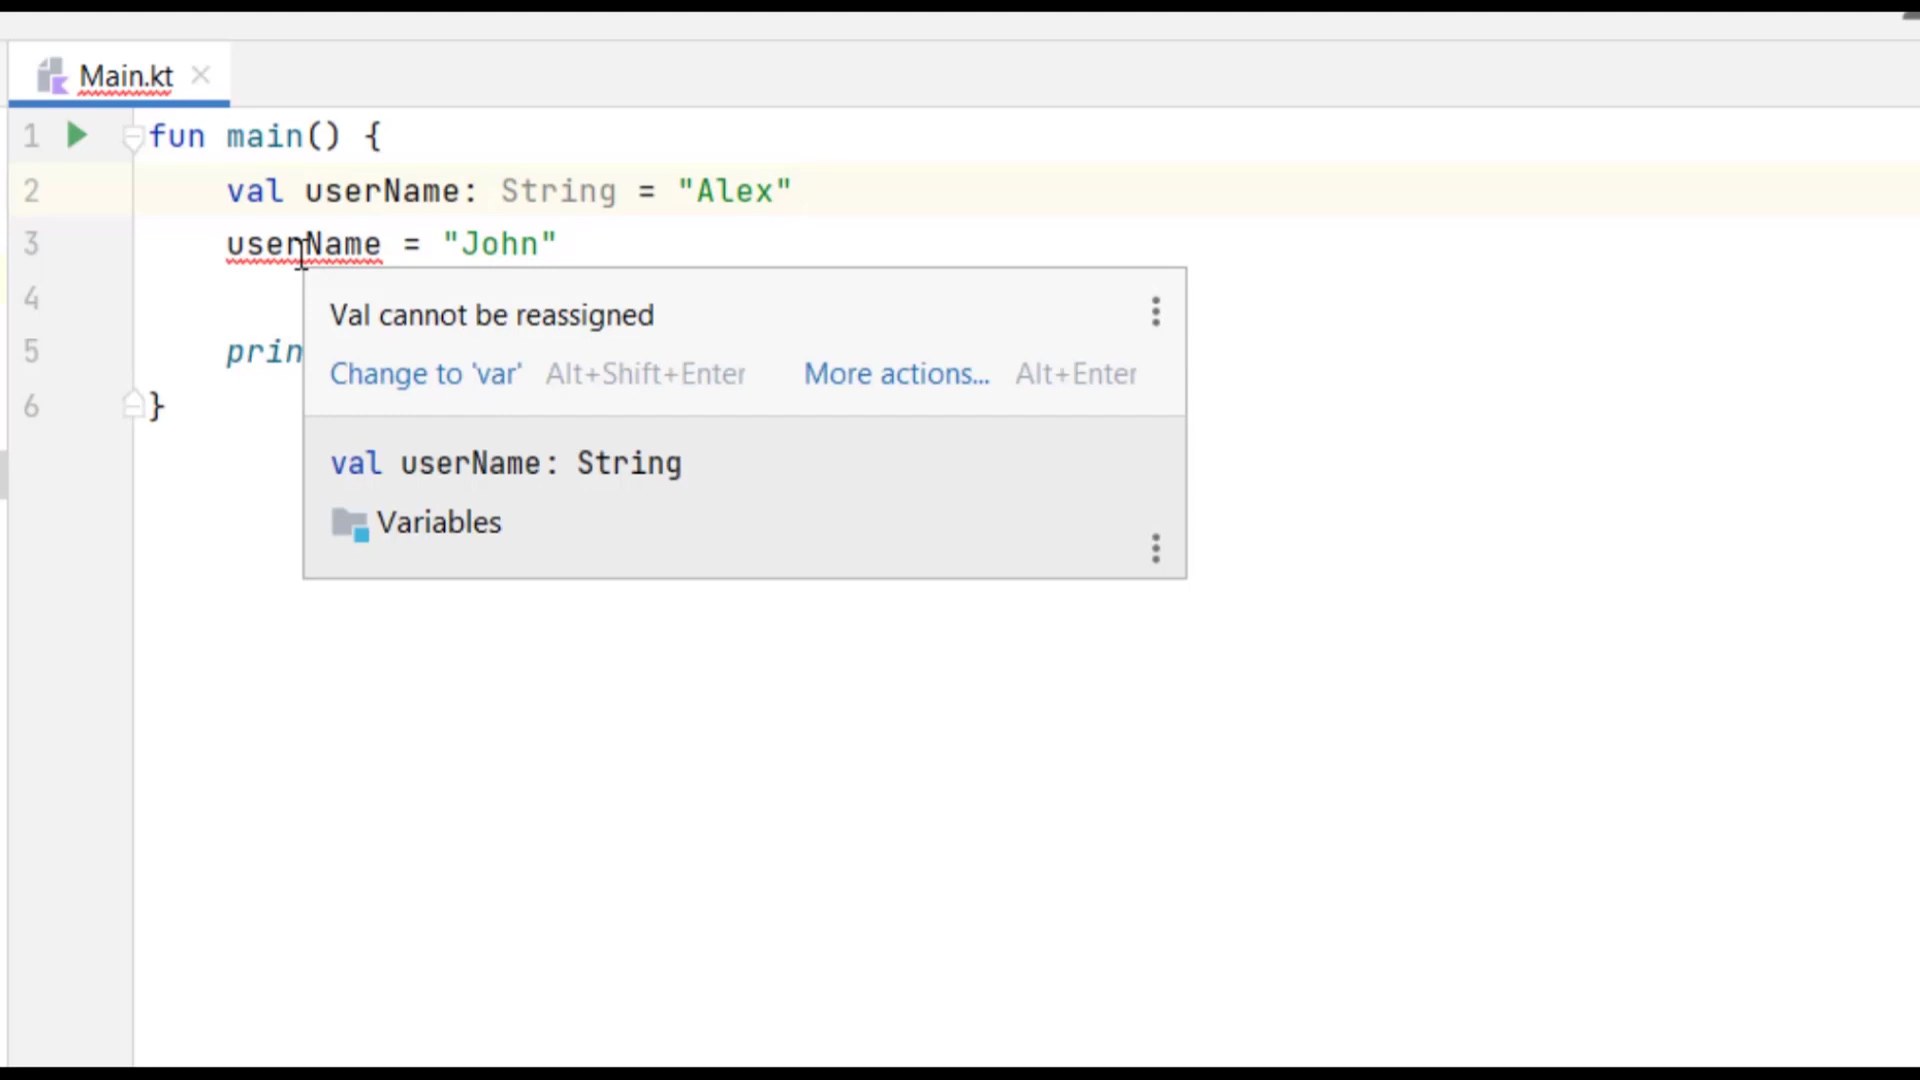 Main.kt
1 fun main() {
2 val userName: String = "Alex"
3 userName = "John"
4
5 prin
6 }
Val cannot be reassigned
Change to 'var' Alt+Shift+Enter More actions... Alt+Enter
val userName: String
Variables